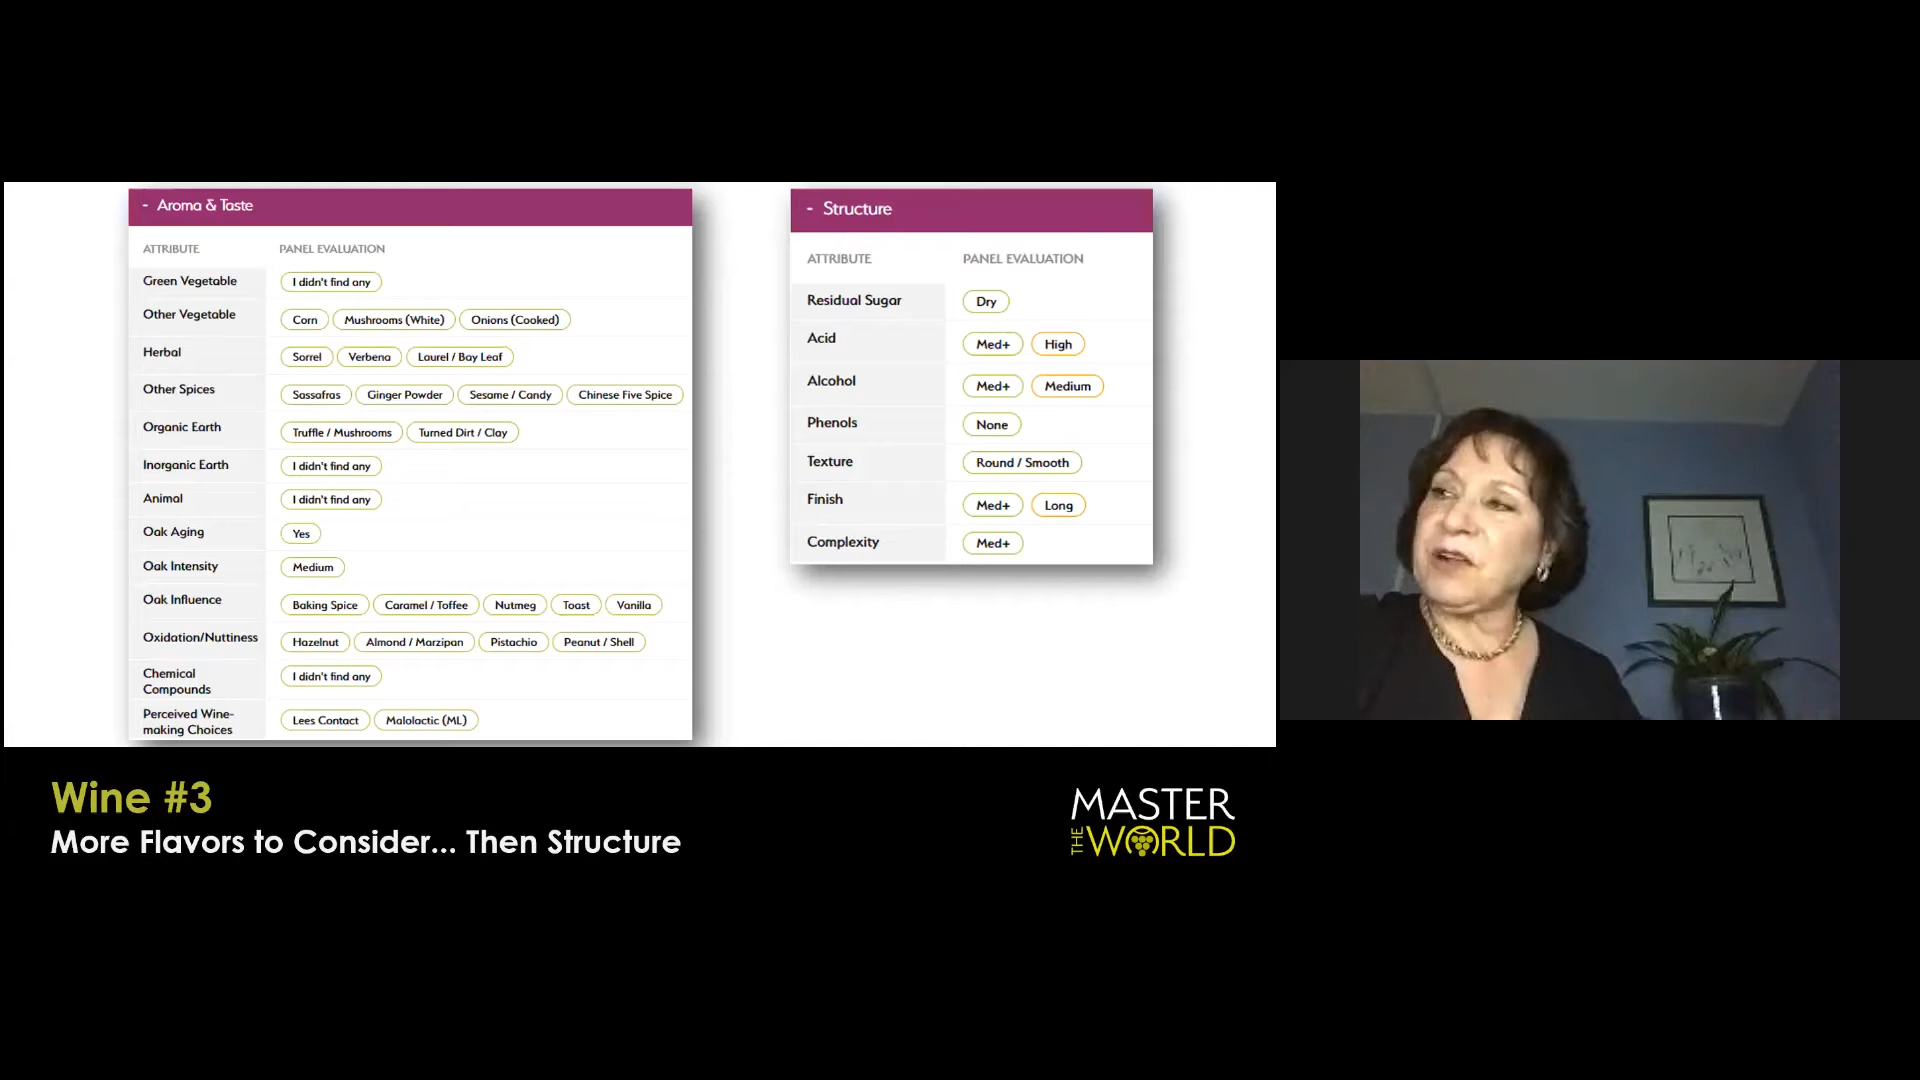 - Aroma & Taste
ATTRIBUTE PANEL EVALUATION
Green Vegetable I didn't find any
Other Vegetable Corn Mushrooms (White) Onions (Cooked)
Herbal Sorrel Verbena Laurel / Bay Leaf
Other Spices Sassafras Ginger Powder Sesame / Candy Chinese Five Spice
Organic Earth Truffle / Mushrooms Turned Dirt / Clay
Inorganic Earth I didn't find any
Animal I didn't find any
Oak Aging Yes
Oak Intensity Medium
Oak Influence Baking Spice Caramel / Toffee Nutmeg Toast Vanilla
Oxidation/Nuttiness Hazelnut Almond / Marzipan Pistachio Peanut / Shell
Chemical
Compounds I didn't find any
Perceived Wine-
making Choices Lees Contact Malolactic (ML)
- Structure
ATTRIBUTE PANEL EVALUATION
Residual Sugar Dry
Acid Med+ High
Alcohol Med+ Medium
Phenols None
Texture Round / Smooth
Finish Med+ Long
Complexity Med+
Wine #3
More Flavors to Consider... Then Structure
MASTER
THE WORLD